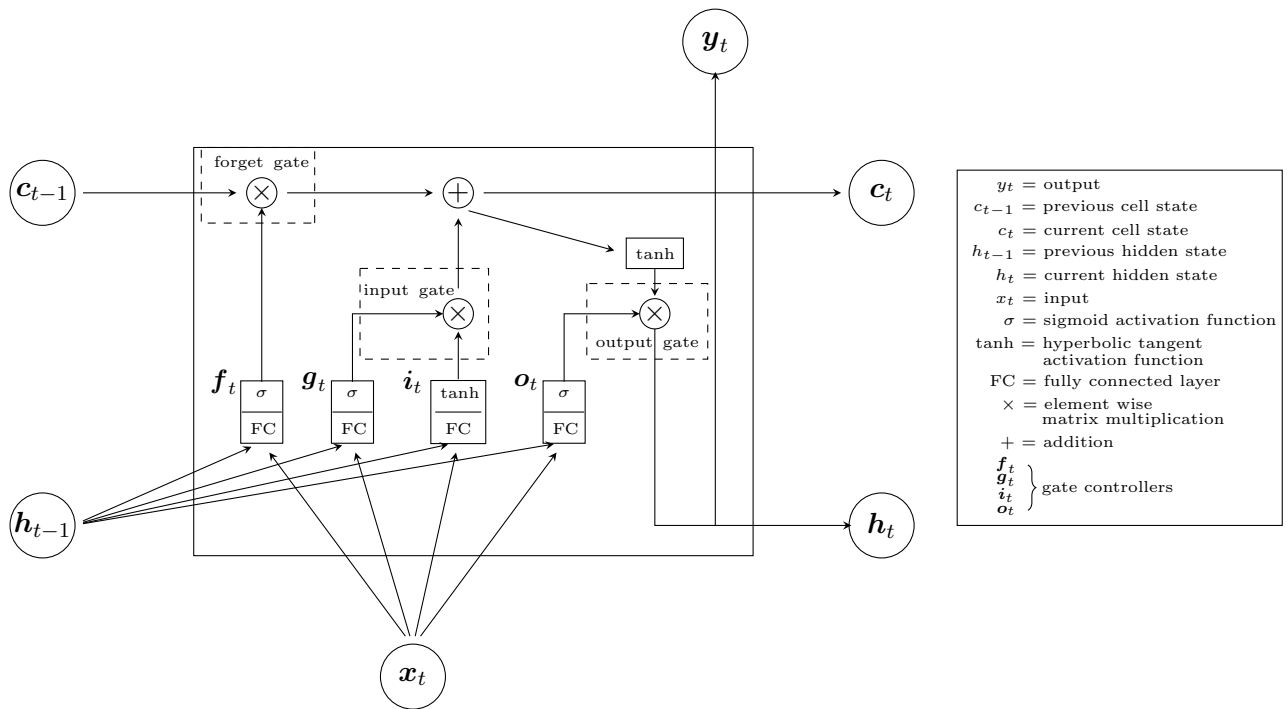 y_t
forget gate
c_{t−1}
×
+
c_t
tanh
input gate
×
×
output gate
f_t
g_t
i_t
o_t
σ
σ
tanh
σ
FC
FC
FC
FC
h_{t−1}
h_t
x_t
y_t = output
c_{t−1} = previous cell state
c_t = current cell state
h_{t−1} = previous hidden state
h_t = current hidden state
x_t = input
σ = sigmoid activation function
tanh = hyperbolic tangent
activation function
FC = fully connected layer
× = element wise
matrix multiplication
+ = addition
f_t
g_t
} gate controllers
i_t
o_t